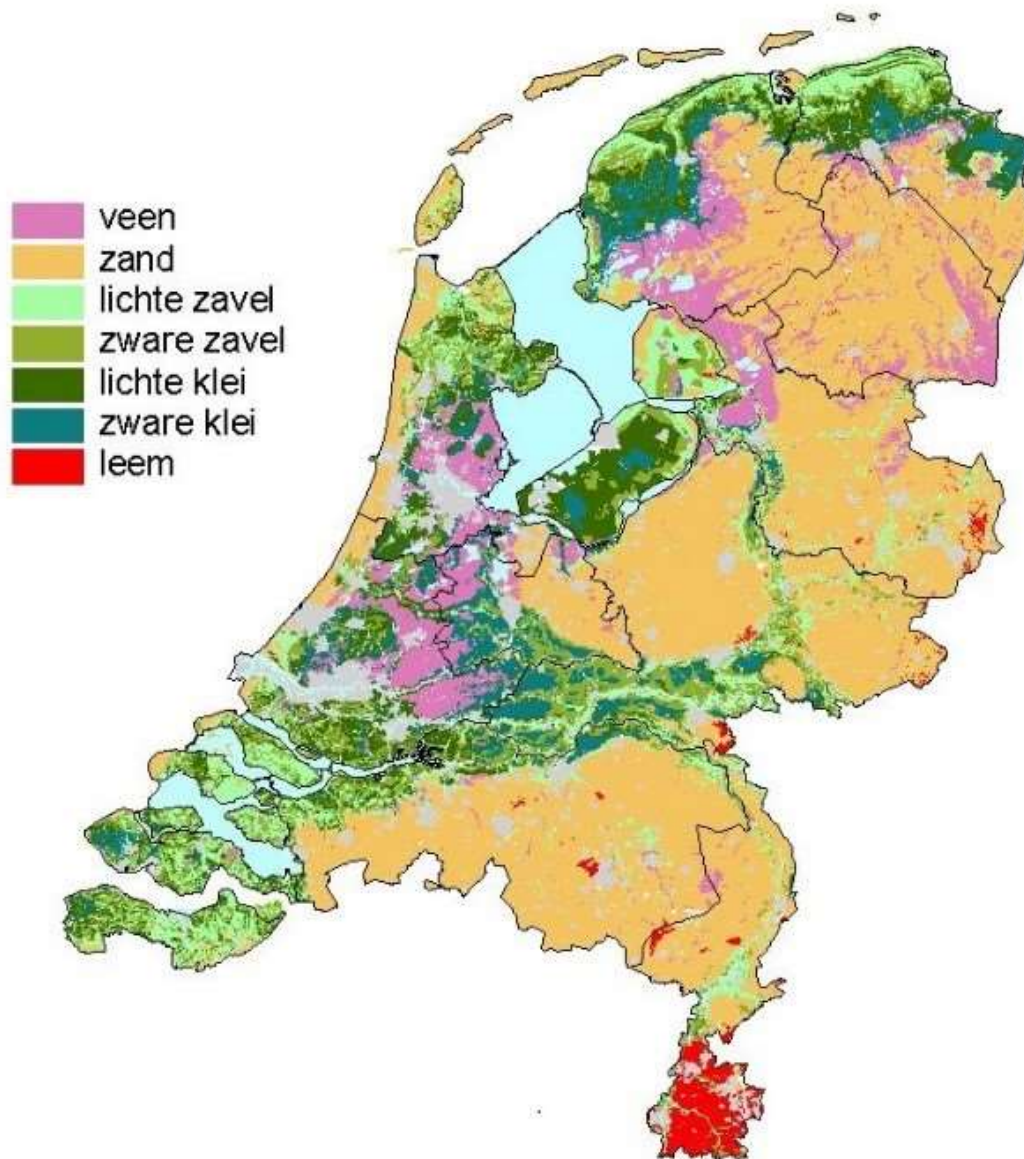 veen
zand
lichte zavel
zware zavel
lichte klei
zware klei
leem